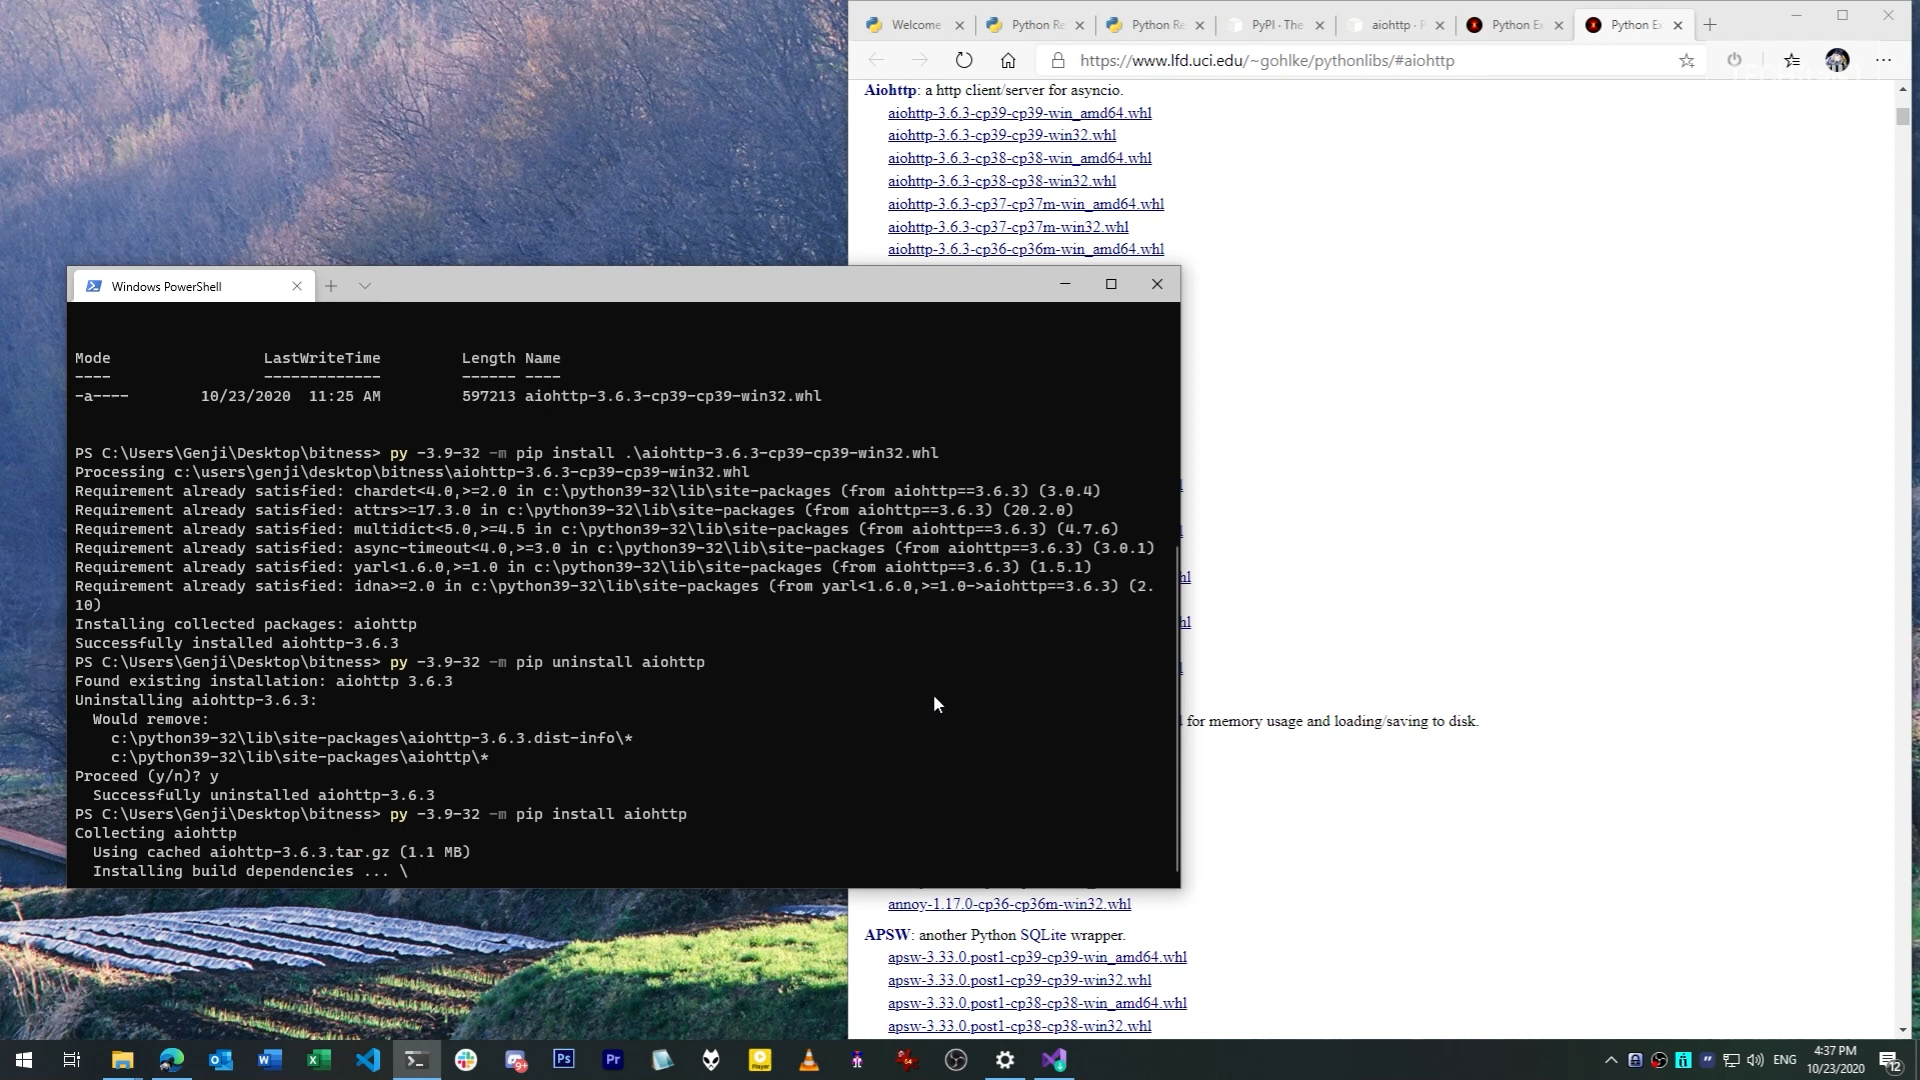 Welcome
Python Re
Python Re
PyPI · The
aiohttp · P
Python Ex
Python Ex
https://www.lfd.uci.edu/~gohlke/pythonlibs/#aiohttp
Aiohttp: a http client/server for asyncio.
aiohttp-3.6.3-cp39-cp39-win_amd64.whl
aiohttp-3.6.3-cp39-cp39-win32.whl
aiohttp-3.6.3-cp38-cp38-win_amd64.whl
aiohttp-3.6.3-cp38-cp38-win32.whl
aiohttp-3.6.3-cp37-cp37m-win_amd64.whl
aiohttp-3.6.3-cp37-cp37m-win32.whl
aiohttp-3.6.3-cp36-cp36m-win_amd64.whl
Windows PowerShell
Mode LastWriteTime Length Name
---- ------------- ------ ----
-a---- 10/23/2020 11:25 AM 597213 aiohttp-3.6.3-cp39-cp39-win32.whl
PS C:\Users\Genji\Desktop\bitness> py -3.9-32 -m pip install .\aiohttp-3.6.3-cp39-cp39-win32.whl
Processing c:\users\genji\desktop\bitness\aiohttp-3.6.3-cp39-cp39-win32.whl
Requirement already satisfied: chardet<4.0,>=2.0 in c:\python39-32\lib\site-packages (from aiohttp==3.6.3) (3.0.4)
Requirement already satisfied: attrs>=17.3.0 in c:\python39-32\lib\site-packages (from aiohttp==3.6.3) (20.2.0)
Requirement already satisfied: multidict<5.0,>=4.5 in c:\python39-32\lib\site-packages (from aiohttp==3.6.3) (4.7.6)
Requirement already satisfied: async-timeout<4.0,>=3.0 in c:\python39-32\lib\site-packages (from aiohttp==3.6.3) (3.0.1)
Requirement already satisfied: yarl<1.6.0,>=1.0 in c:\python39-32\lib\site-packages (from aiohttp==3.6.3) (1.5.1)
Requirement already satisfied: idna>=2.0 in c:\python39-32\lib\site-packages (from yarl<1.6.0,>=1.0->aiohttp==3.6.3) (2.
10)
Installing collected packages: aiohttp
Successfully installed aiohttp-3.6.3
PS C:\Users\Genji\Desktop\bitness> py -3.9-32 -m pip uninstall aiohttp
Found existing installation: aiohttp 3.6.3
Uninstalling aiohttp-3.6.3:
Would remove:
c:\python39-32\lib\site-packages\aiohttp-3.6.3.dist-info\*
c:\python39-32\lib\site-packages\aiohttp\*
Proceed (y/n)? y
Successfully uninstalled aiohttp-3.6.3
PS C:\Users\Genji\Desktop\bitness> py -3.9-32 -m pip install aiohttp
Collecting aiohttp
Using cached aiohttp-3.6.3.tar.gz (1.1 MB)
Installing build dependencies ... \
hl
hl
for memory usage and loading/saving to disk.
annoy-1.17.0-cp36-cp36m-win32.whl
APSW: another Python SQLite wrapper.
apsw-3.33.0.post1-cp39-cp39-win_amd64.whl
apsw-3.33.0.post1-cp39-cp39-win32.whl
apsw-3.33.0.post1-cp38-cp38-win_amd64.whl
apsw-3.33.0.post1-cp38-cp38-win32.whl
Ps
Pr
9+
Player
64
ENG
4:37 PM
10/23/2020
12